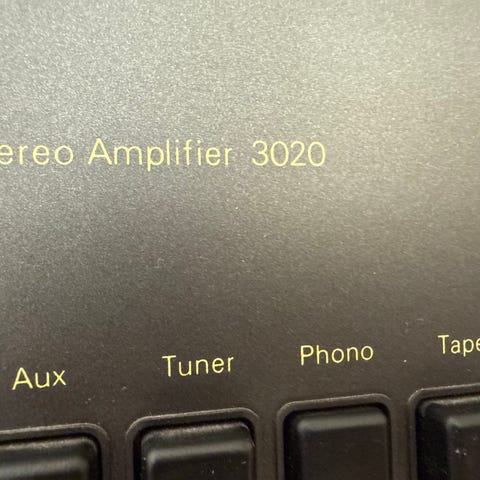 ereo Amplifier 3020
Aux Tuner Phono Tape